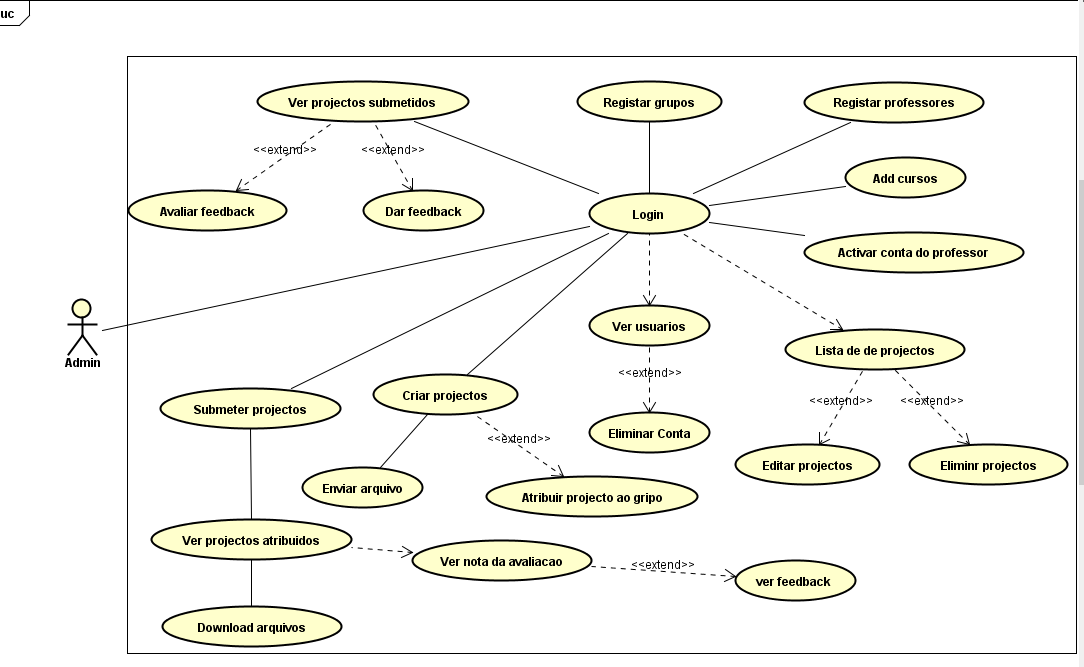 uc
Ver projectos submetidos
Registar grupos
Registar professores
<<extend>>
<<extend>>
Add cursos
Avaliar feedback
Dar feedback
Login
Activar conta do professor
Ver usuarios
Lista de de projectos
Admin
<<extend>>
Submeter projectos
Criar projectos
<<extend>>
<<extend>>
Eliminar Conta
<<extend>>
Editar projectos
Eliminr projectos
Enviar arquivo
Atribuir projecto ao gripo
Ver projectos atribuidos
Ver nota da avaliacao
<<extend>>
ver feedback
Download arquivos